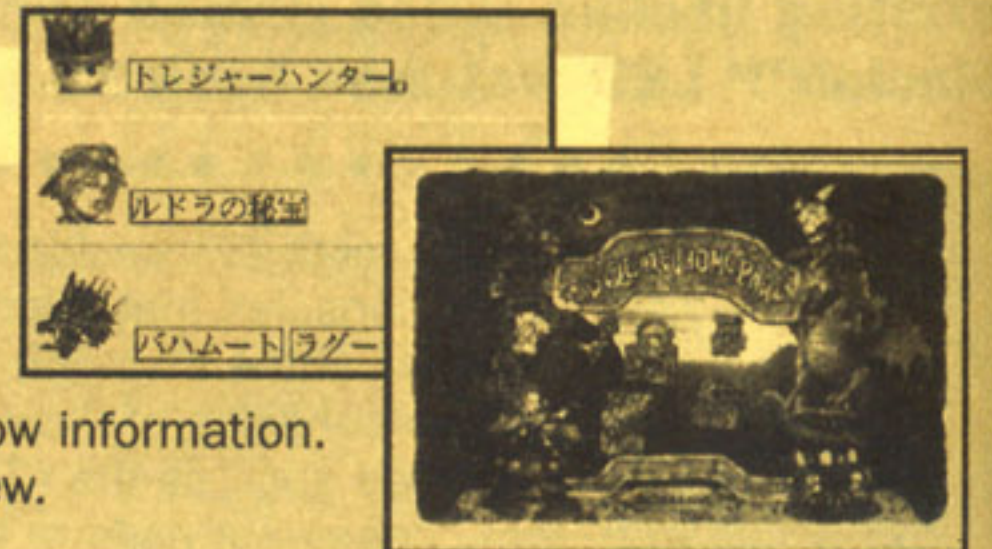 トレジャーハンター
ルドラの秘宝
バハムート ラグー
ow information.
ew.